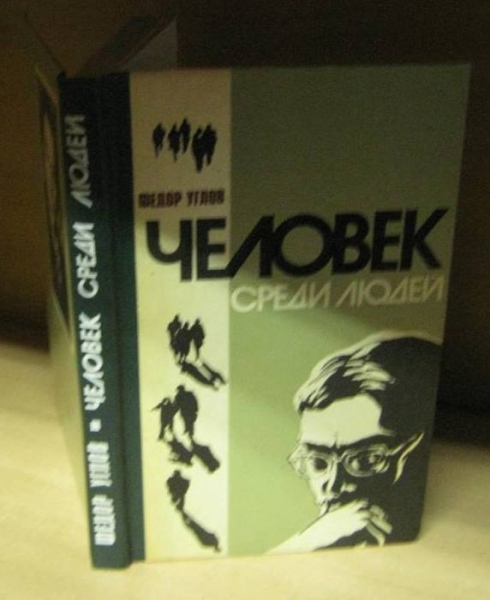 ФЕДОР УГЛОВ
ЧЕЛОВЕК
СРЕДИ ЛЮДЕЙ
ФЕДОР УГЛОВ ЧЕЛОВЕК СРЕДИ ЛЮДЕЙ